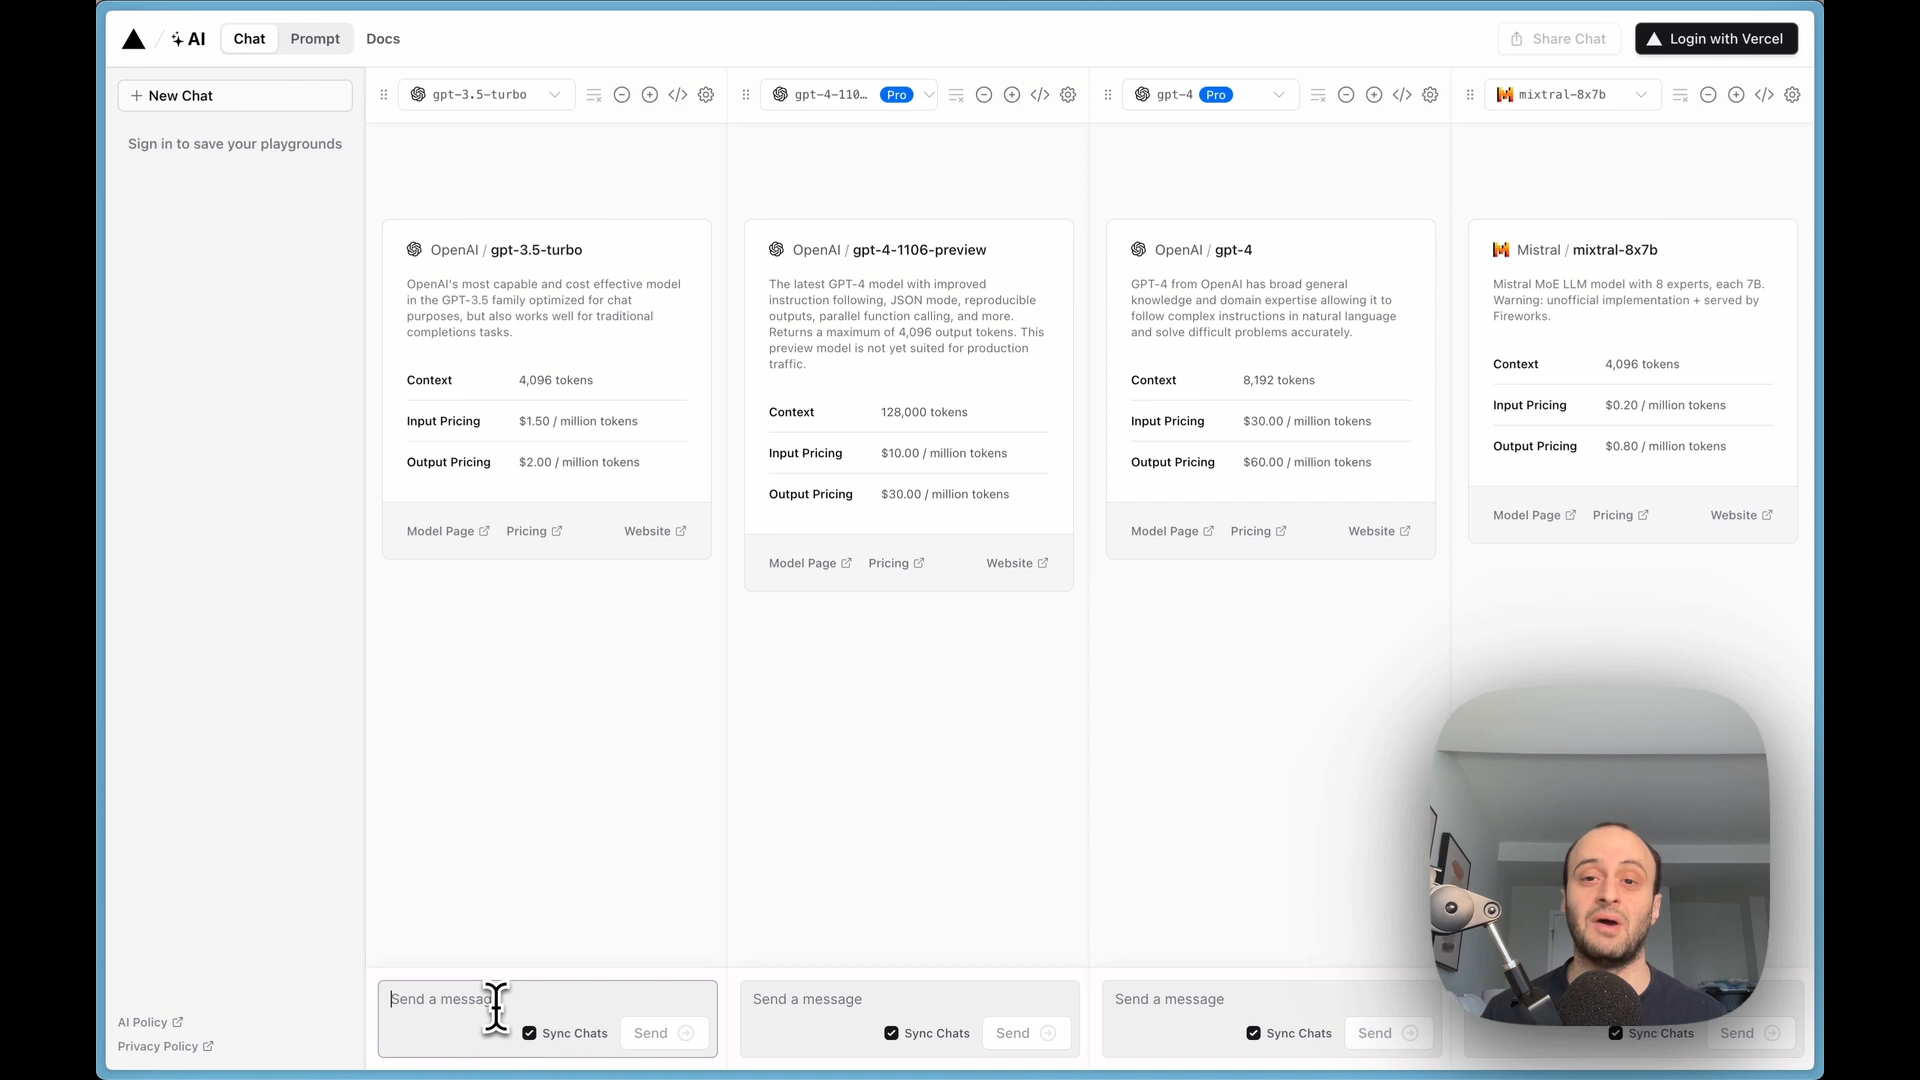 AI
Chat
Prompt
Docs
Share Chat
Login with Vercel
New Chat
Sign in to save your playgrounds
gpt-3.5-turbo
gpt-4-110… Pro
gpt-4 Pro
mixtral-8x7b
OpenAI / gpt-3.5-turbo
OpenAI's most capable and cost effective model
in the GPT-3.5 family optimized for chat
purposes, but also works well for traditional
completions tasks.
Context 4,096 tokens
Input Pricing $1.50 / million tokens
Output Pricing $2.00 / million tokens
Model Page Pricing Website
OpenAI / gpt-4-1106-preview
The latest GPT-4 model with improved
instruction following, JSON mode, reproducible
outputs, parallel function calling, and more.
Returns a maximum of 4,096 output tokens. This
preview model is not yet suited for production
traffic.
Context 128,000 tokens
Input Pricing $10.00 / million tokens
Output Pricing $30.00 / million tokens
Model Page Pricing Website
OpenAI / gpt-4
GPT-4 from OpenAI has broad general
knowledge and domain expertise allowing it to
follow complex instructions in natural language
and solve difficult problems accurately.
Context 8,192 tokens
Input Pricing $30.00 / million tokens
Output Pricing $60.00 / million tokens
Model Page Pricing Website
Mistral / mixtral-8x7b
Mistral MoE LLM model with 8 experts, each 7B.
Warning: unofficial implementation + served by
Fireworks.
Context 4,096 tokens
Input Pricing $0.20 / million tokens
Output Pricing $0.80 / million tokens
Model Page Pricing Website
Send a message
Sync Chats Send
Send a message
Sync Chats Send
Send a message
Sync Chats Send
Sync Chats Send
AI Policy
Privacy Policy